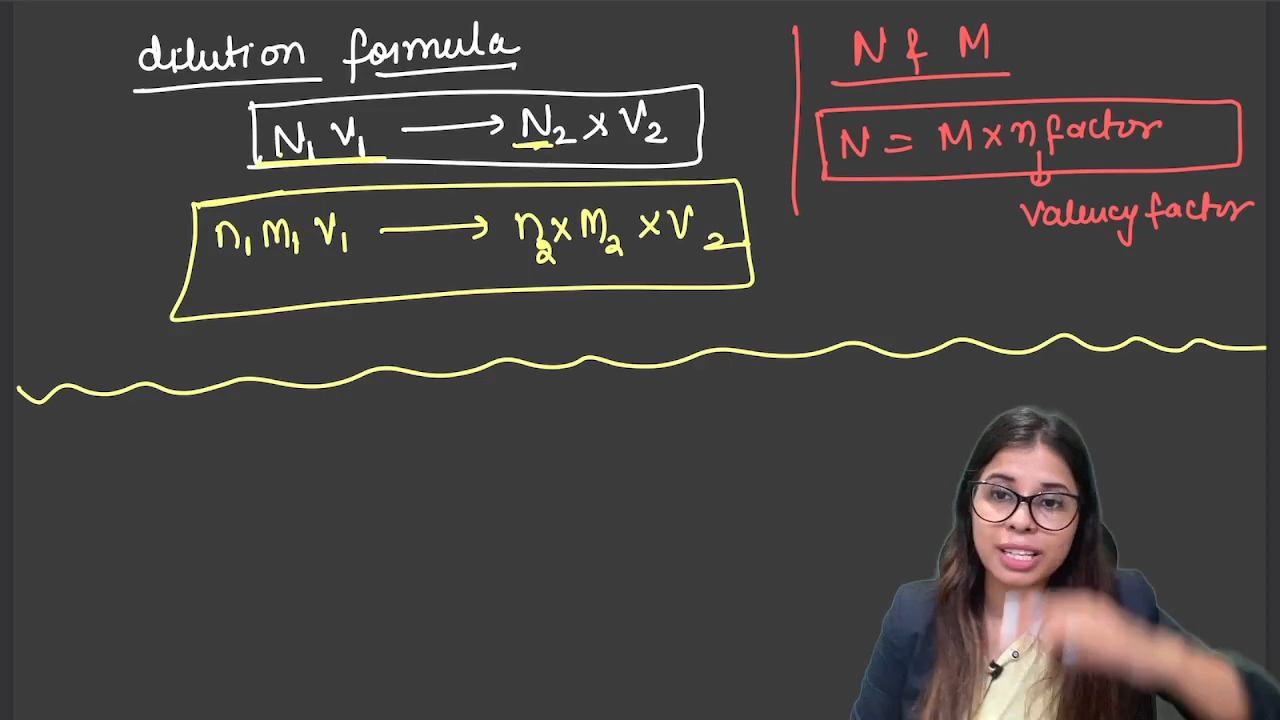 dilution formula
N₁ V₁ → N₂ × V₂
n₁ M₁ V₁ → n₂ × M₂ × V₂
N & M
N = M × n factor
↓
valency factor